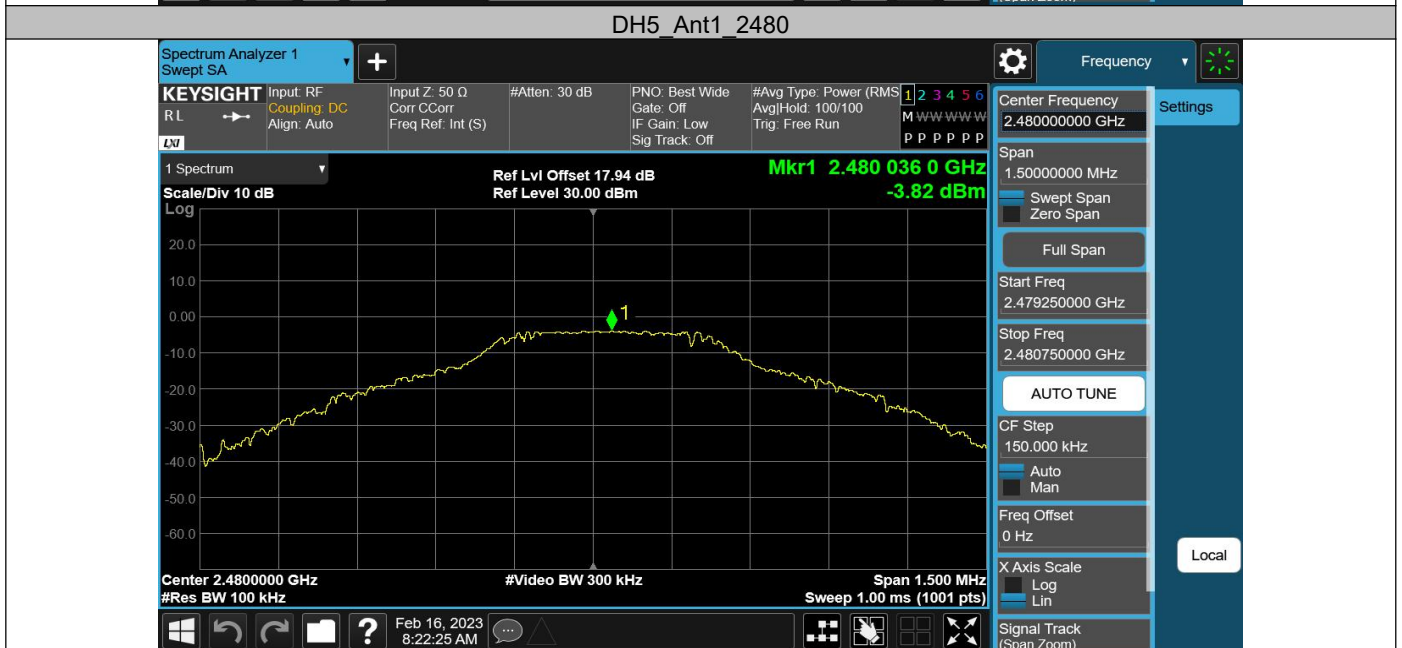 DH5_Ant1_2480
Spectrum Analyzer 1
Swept SA
Frequency
KEYSIGHT
RL
LXI
Input: RF
Coupling: DC
Align: Auto
Input Z: 50 Ω
Corr CCorr
Freq Ref: Int (S)
#Atten: 30 dB
PNO: Best Wide
Gate: Off
IF Gain: Low
Sig Track: Off
#Avg Type: Power (RMS
Avg|Hold: 100/100
Trig: Free Run
1 2 3 4 5 6
M W W W W W
P P P P P P
1 Spectrum
Scale/Div 10 dB
Log
Ref Lvl Offset 17.94 dB
Ref Level 30.00 dBm
Mkr1 2.480 036 0 GHz
-3.82 dBm
20.0
10.0
0.00
-10.0
-20.0
-30.0
-40.0
-50.0
-60.0
1
Center 2.4800000 GHz
#Res BW 100 kHz
#Video BW 300 kHz
Span 1.500 MHz
Sweep 1.00 ms (1001 pts)
Feb 16, 2023
8:22:25 AM
Center Frequency
2.480000000 GHz
Span
1.50000000 MHz
Swept Span
Zero Span
Full Span
Start Freq
2.479250000 GHz
Stop Freq
2.480750000 GHz
AUTO TUNE
CF Step
150.000 kHz
Auto
Man
Freq Offset
0 Hz
X Axis Scale
Log
Lin
Signal Track
(Span Zoom)
Settings
Local